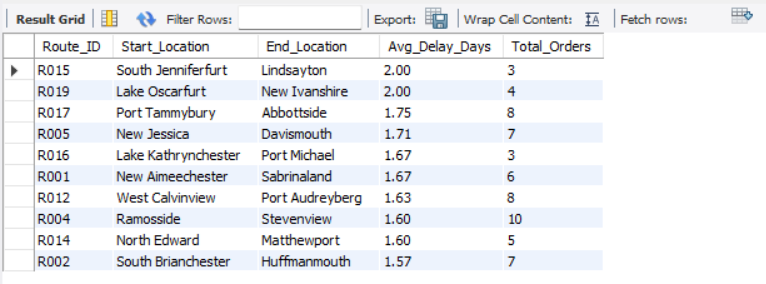 Result Grid Filter Rows: Export: Wrap Cell Content: Fetch rows:
Route_ID Start_Location End_Location Avg_Delay_Days Total_Orders
R015 South Jenniferfurt Lindsayton 2.00 3
R019 Lake Oscarfurt New Ivanshire 2.00 4
R017 Port Tammybury Abbottside 1.75 8
R005 New Jessica Davismouth 1.71 7
R016 Lake Kathrynchester Port Michael 1.67 3
R001 New Aimeechester Sabrinaland 1.67 6
R012 West Calvinview Port Audreyberg 1.63 8
R004 Ramosside Stevenview 1.60 10
R014 North Edward Matthewport 1.60 5
R002 South Brianchester Huffmanmouth 1.57 7